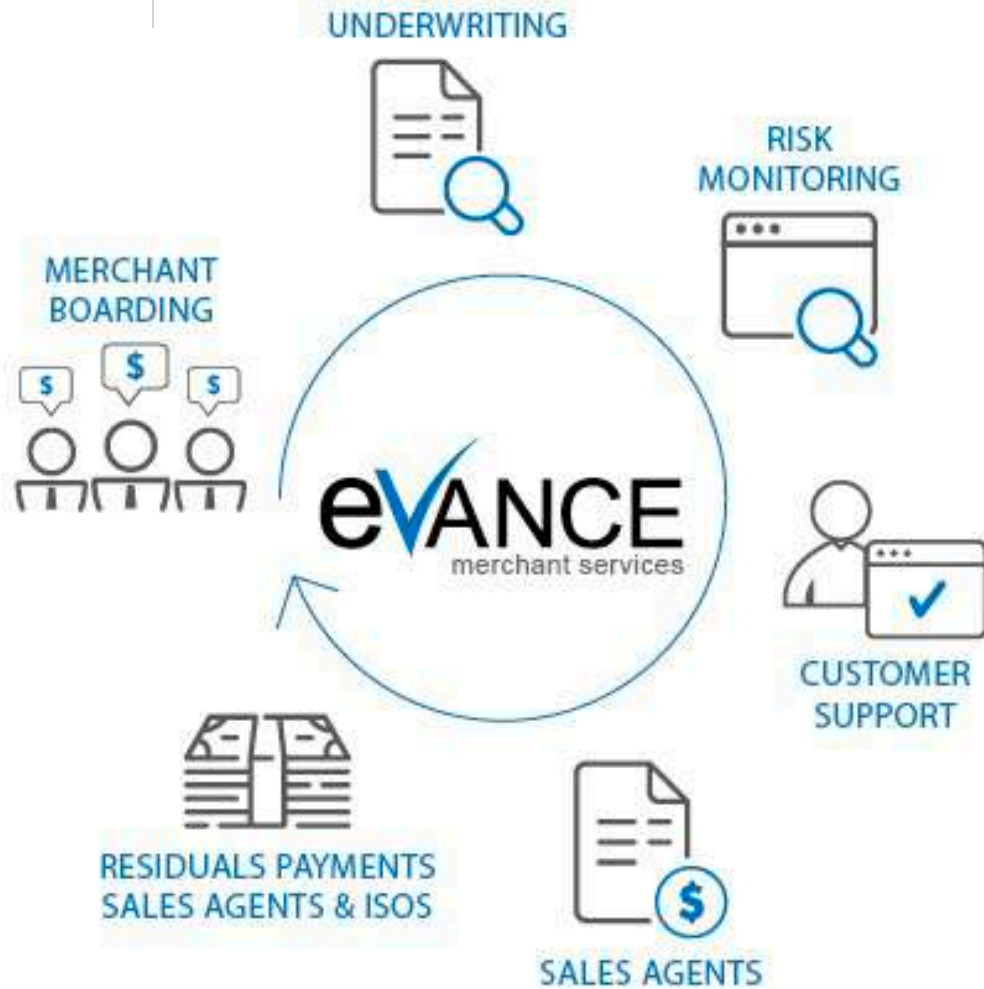 UNDERWRITING
RISK
MONITORING
MERCHANT
BOARDING
$
$
$
eVANCE
merchant services
CUSTOMER
SUPPORT
RESIDUALS PAYMENTS
SALES AGENTS & ISOS
$
SALES AGENTS